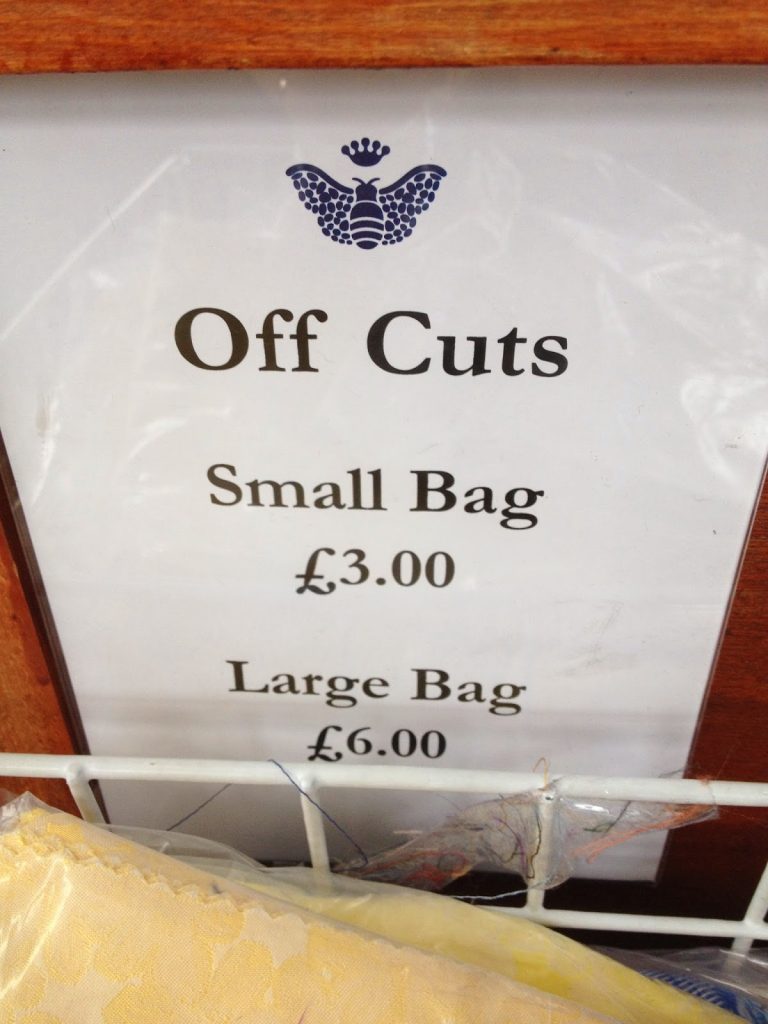 Off Cuts
Small Bag
£3.00
Large Bag
£6.00